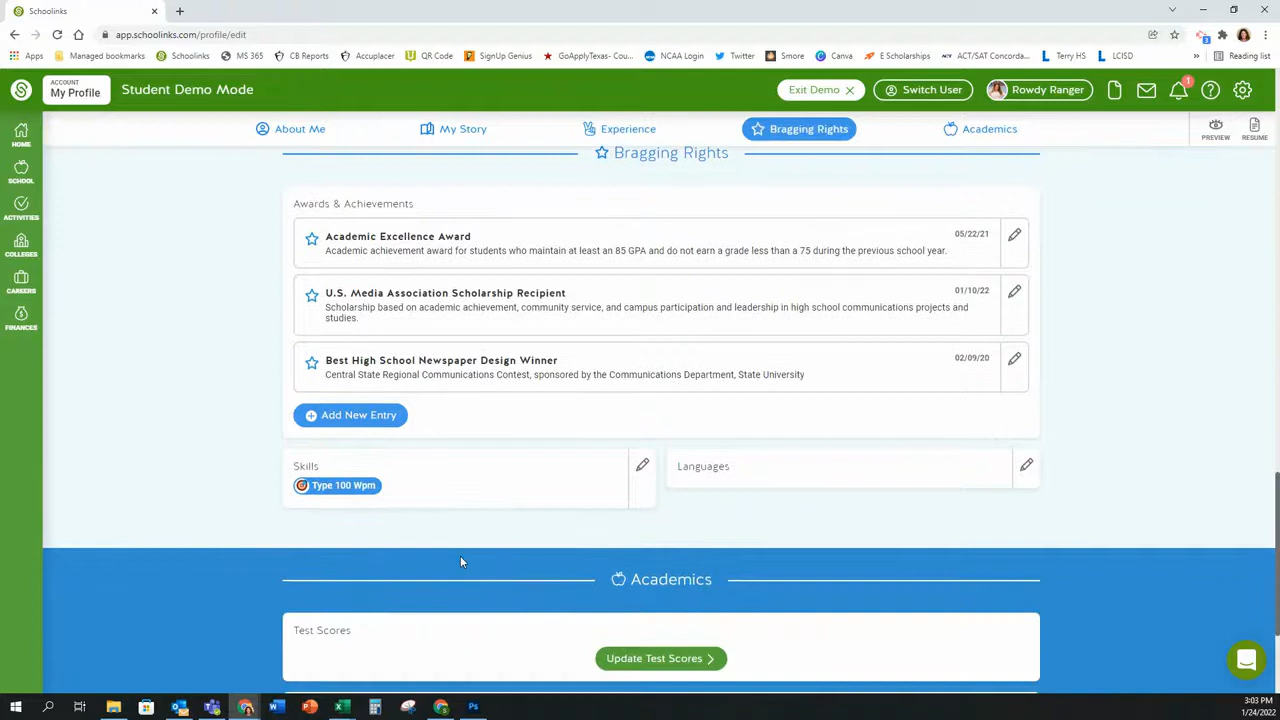 Schoolinks
app.schoolinks.com/profile/edit
Apps
Managed bookmarks
Schoolinks
MS 365
CB Reports
Accuplacer
QR Code
SignUp Genius
GoApplyTexas- Cou...
NCAA Login
Twitter
Smore
Canva
E Scholarships
ACT/SAT Concorda...
Terry HS
LCISD
»
Reading list
ACCOUNT
My Profile
Student Demo Mode
Exit Demo
Switch User
Rowdy Ranger
1
About Me
My Story
Experience
Bragging Rights
Academics
PREVIEW
RESUME
HOME
SCHOOL
ACTIVITIES
COLLEGES
CAREERS
FINANCES
Bragging Rights
Awards & Achievements
Academic Excellence Award
05/22/21
Academic achievement award for students who maintain at least an 85 GPA and do not earn a grade less than a 75 during the previous school year.
U.S. Media Association Scholarship Recipient
01/10/22
Scholarship based on academic achievement, community service, and campus participation and leadership in high school communications projects and
studies.
Best High School Newspaper Design Winner
02/09/20
Central State Regional Communications Contest, sponsored by the Communications Department, State University
Add New Entry
Skills
Type 100 Wpm
Languages
Academics
Test Scores
Update Test Scores
3:03 PM
1/24/2022